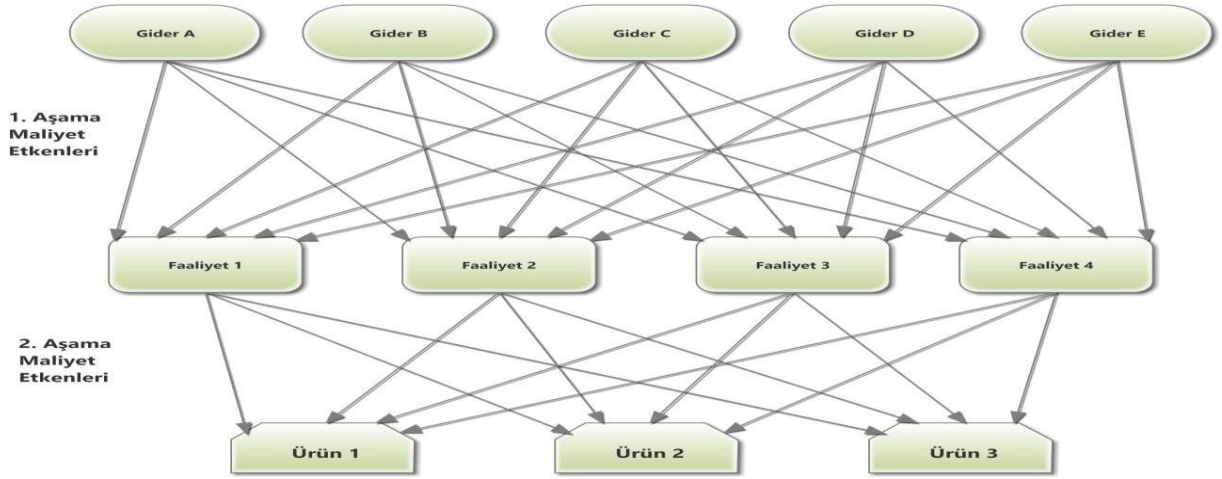 Gider A
Gider B
Gider C
Gider D
Gider E
1. Aşama
Maliyet
Etkenleri
Faaliyet 1
Faaliyet 2
Faaliyet 3
Faaliyet 4
2. Aşama
Maliyet
Etkenleri
Ürün 1
Ürün 2
Ürün 3